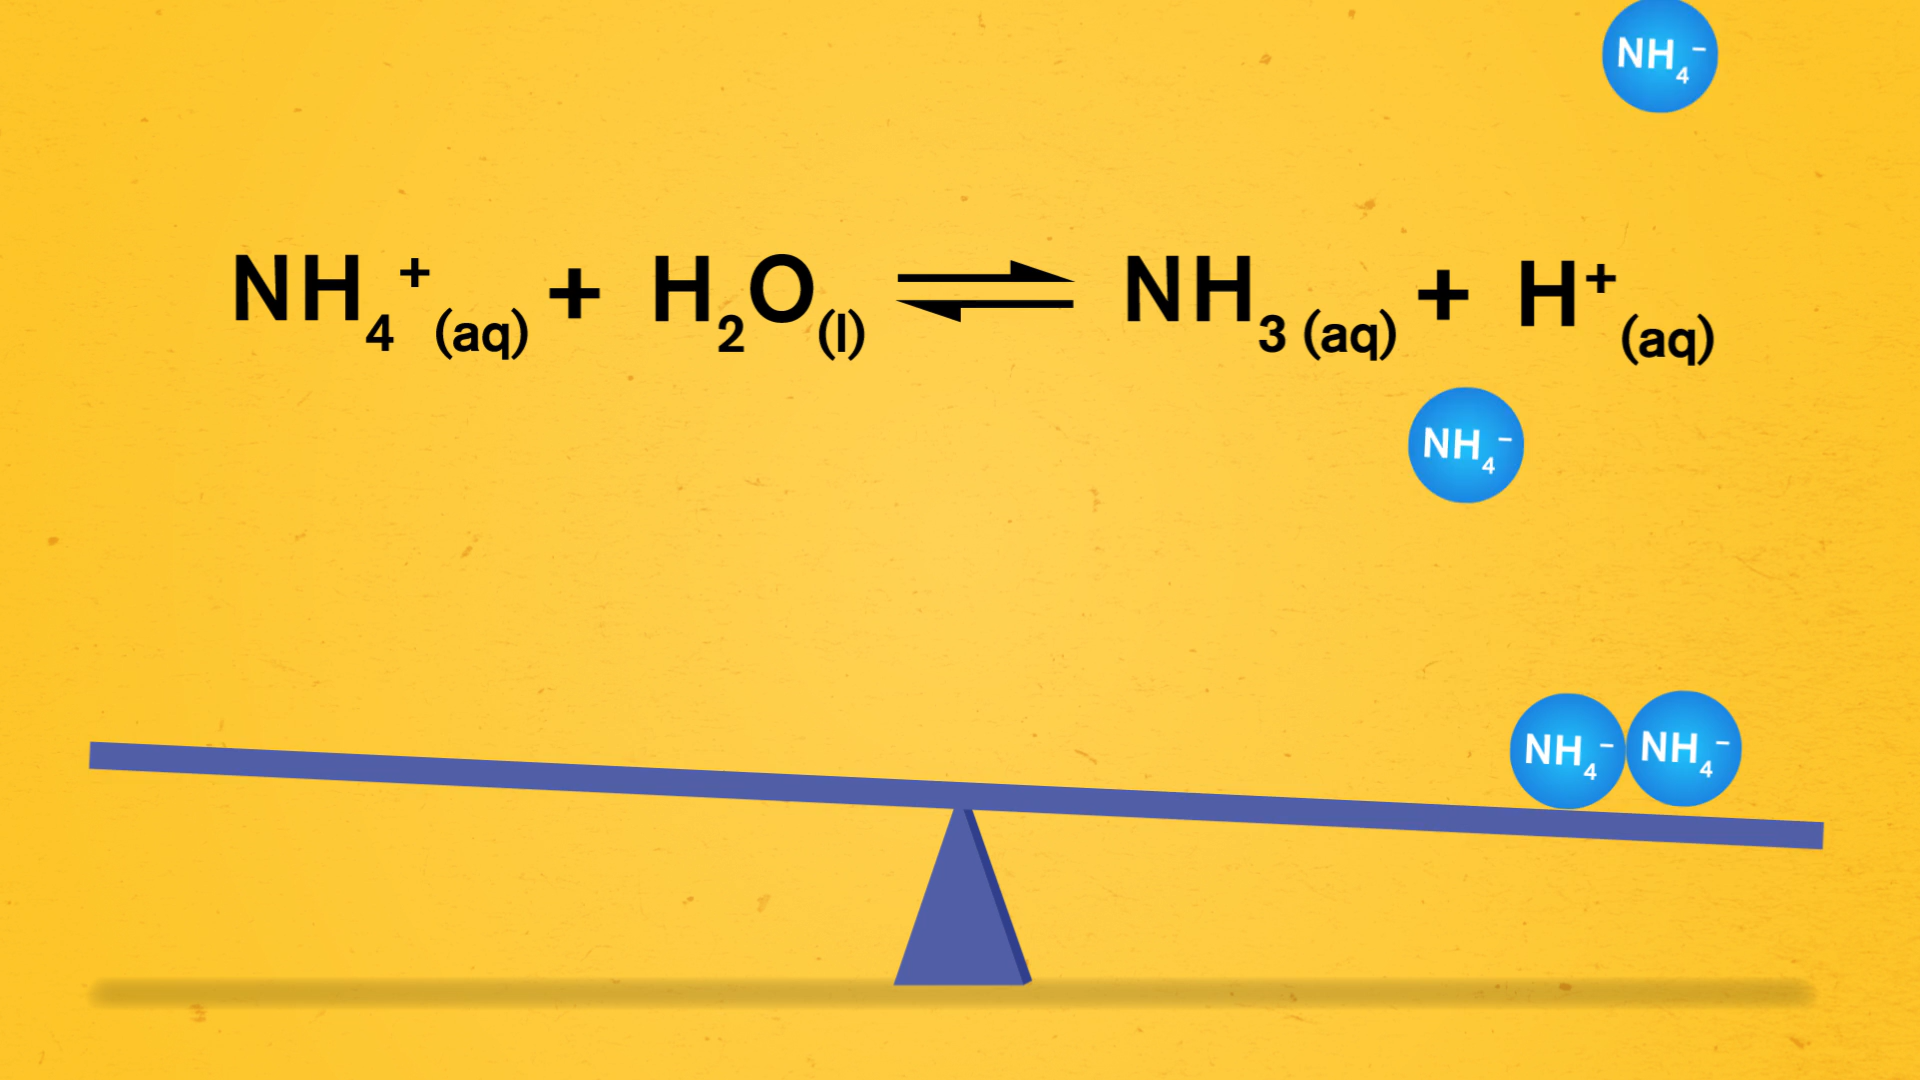 NH₄⁻
NH₄⁺(aq) + H₂O(l) ⇌ NH₃(aq) + H⁺(aq)
NH₄⁻
NH₄⁻ NH₄⁻